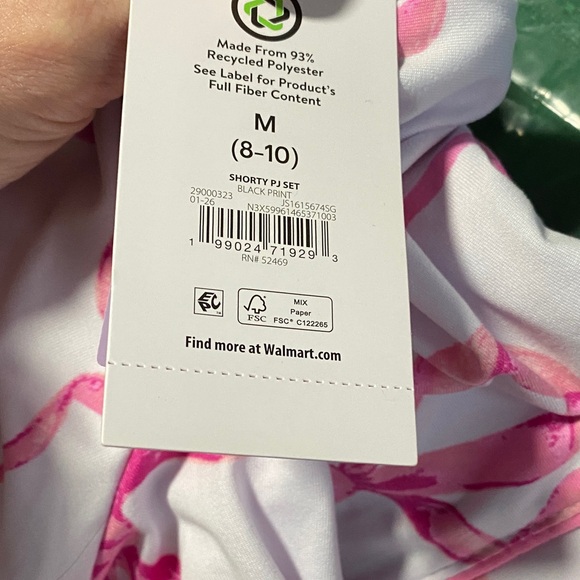 Made From 93%
Recycled Polyester
See Label for Product's
Full Fiber Content
M
(8-10)
SHORTY PJ SET
29000323 BLACK PRINT JS1615674SG
01-26 N3X59961465371003
1 99024 71929 3
RN# 52469
EPC
FSC
MIX
Paper
FSC® C122265
Find more at Walmart.com